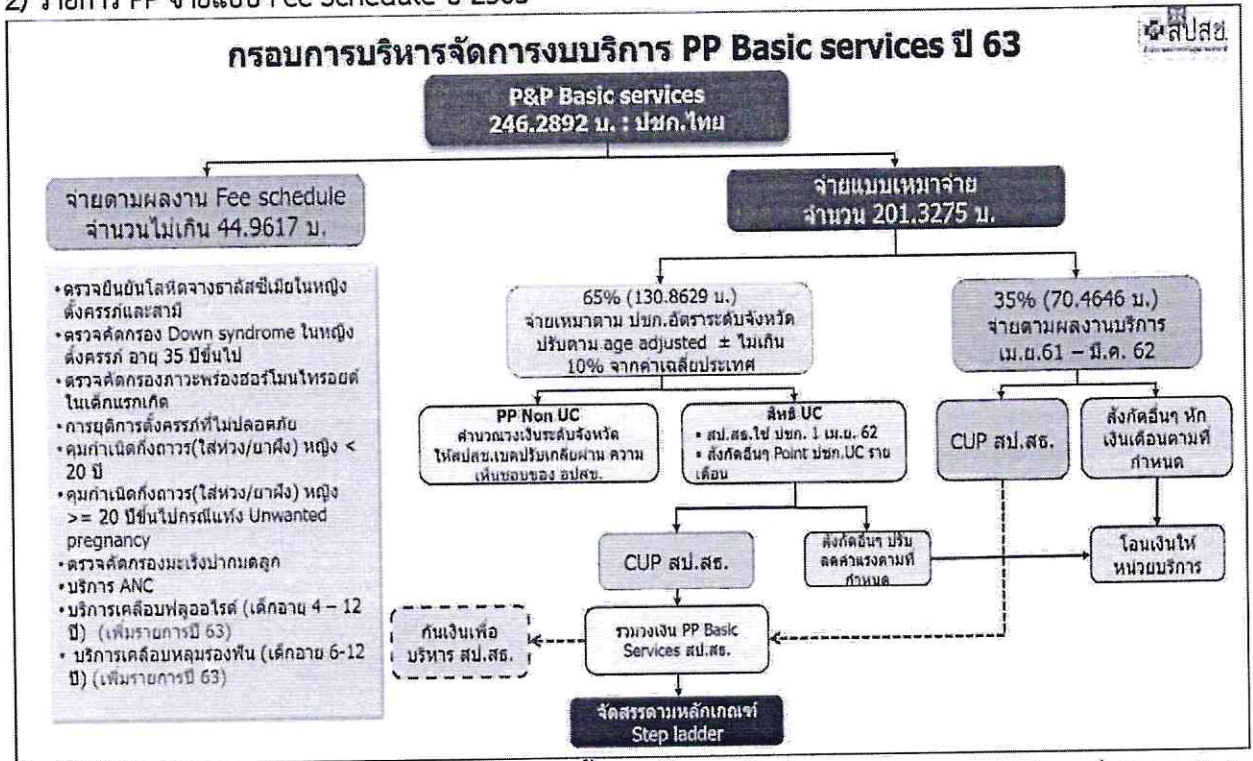 2) รายการ PP จ่ายแบบ Fee Schedule ปี 2563
สปสช.
กรอบการบริหารจัดการงบบริการ PP Basic services ปี 63
P&P Basic services
246.2892 บ. : ปชก.ไทย
จ่ายตามผลงาน Fee schedule
จำนวนไม่เกิน 44.9617 บ.
•ตรวจยืนยันโลหิตจางธาลัสซีเมียในหญิง
ตั้งครรภ์และสามี
•ตรวจคัดกรอง Down syndrome ในหญิง
ตั้งครรภ์ อายุ 35 ปีขึ้นไป
•ตรวจคัดกรองภาวะพร่องฮอร์โมนไทรอยด์
ในเด็กแรกเกิด
•การยุติการตั้งครรภ์ที่ไม่ปลอดภัย
•คุมกำเนิดกึ่งถาวร(ใส่ห่วง/ยาฝัง) หญิง <
20 ปี
•คุมกำเนิดกึ่งถาวร(ใส่ห่วง/ยาฝัง) หญิง
>= 20 ปีขึ้นไปกรณีแท้ง Unwanted
pregnancy
•ตรวจคัดกรองมะเร็งปากมดลูก
•บริการ ANC
•บริการเคลือบฟลูออไรด์ (เด็กอายุ 4 – 12
ปี) (เพิ่มรายการปี 63)
• บริการเคลือบหลุมร่องฟัน (เด็กอายุ 6-12
ปี) (เพิ่มรายการปี 63)
จ่ายแบบเหมาจ่าย
จำนวน 201.3275 บ.
65% (130.8629 บ.)
จ่ายเหมาตาม ปชก.อัตราระดับจังหวัด
ปรับตาม age adjusted ± ไม่เกิน
10% จากค่าเฉลี่ยประเทศ
35% (70.4646 บ.)
จ่ายตามผลงานบริการ
เม.ย.61 – มี.ค. 62
PP Non UC
คำนวณวงเงินระดับจังหวัด
ให้สปสช.เขตปรับเกลี่ยผ่าน ความ
เห็นชอบของ อปสข.
สิทธิ UC
• สป.สธ.ใช้ ปชก. 1 เม.ย. 62
• สังกัดอื่นๆ Point ปชก.UC ราย
เดือน
CUP สป.สธ.
สังกัดอื่นๆ หัก
เงินเดือนตามที่
กำหนด
CUP สป.สธ.
สังกัดอื่นๆ ปรับ
ลดค่าแรงตามที่
กำหนด
โอนเงินให้
หน่วยบริการ
กันเงินเพื่อ
บริหาร สป.สธ.
รวมวงเงิน PP Basic
Services สป.สธ.
จัดสรรตามหลักเกณฑ์
Step ladder